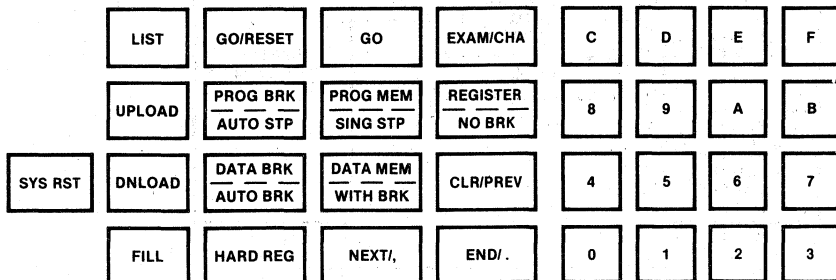 LIST GO/RESET GO EXAM/CHA C D E F
UPLOAD PROG BRK PROG MEM REGISTER 8 9 A B
AUTO STP SING STP NO BRK
SYS RST DNLOAD DATA BRK DATA MEM CLR/PREV 4 5 6 7
AUTO BRK WITH BRK
FILL HARD REG NEXT/, END/. 0 1 2 3